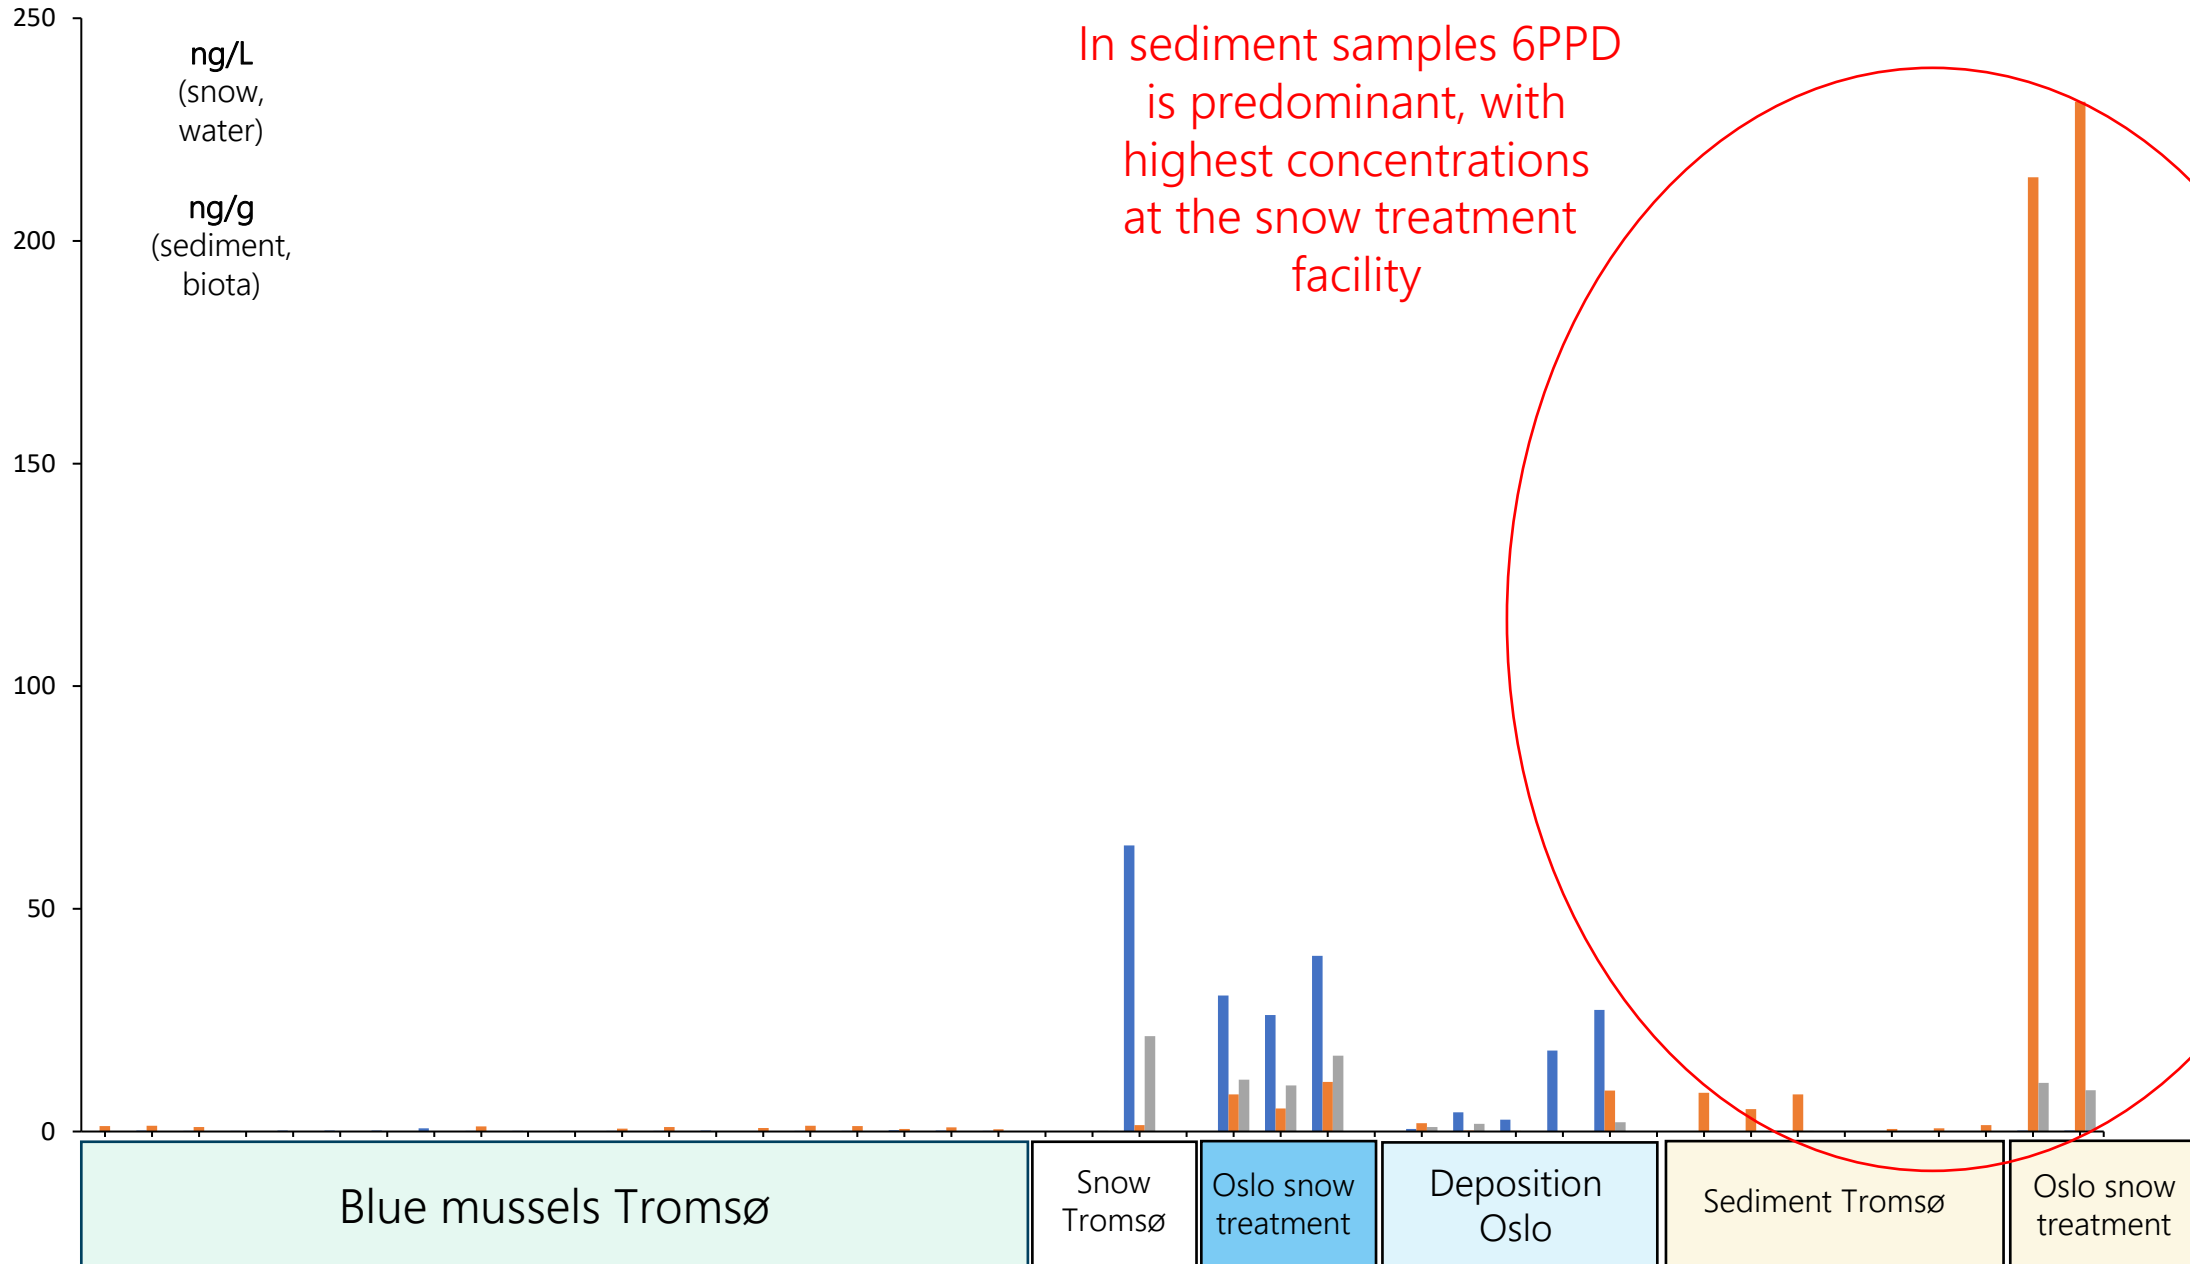 250
200
150
100
50
0
ng/L
(snow,
water)
ng/g
(sediment,
biota)
In sediment samples 6PPD
is predominant, with
highest concentrations
at the snow treatment
facility
Blue mussels Tromsø
Snow
Tromsø
Oslo snow
treatment
Deposition
Oslo
Sediment Tromsø
Oslo snow
treatment